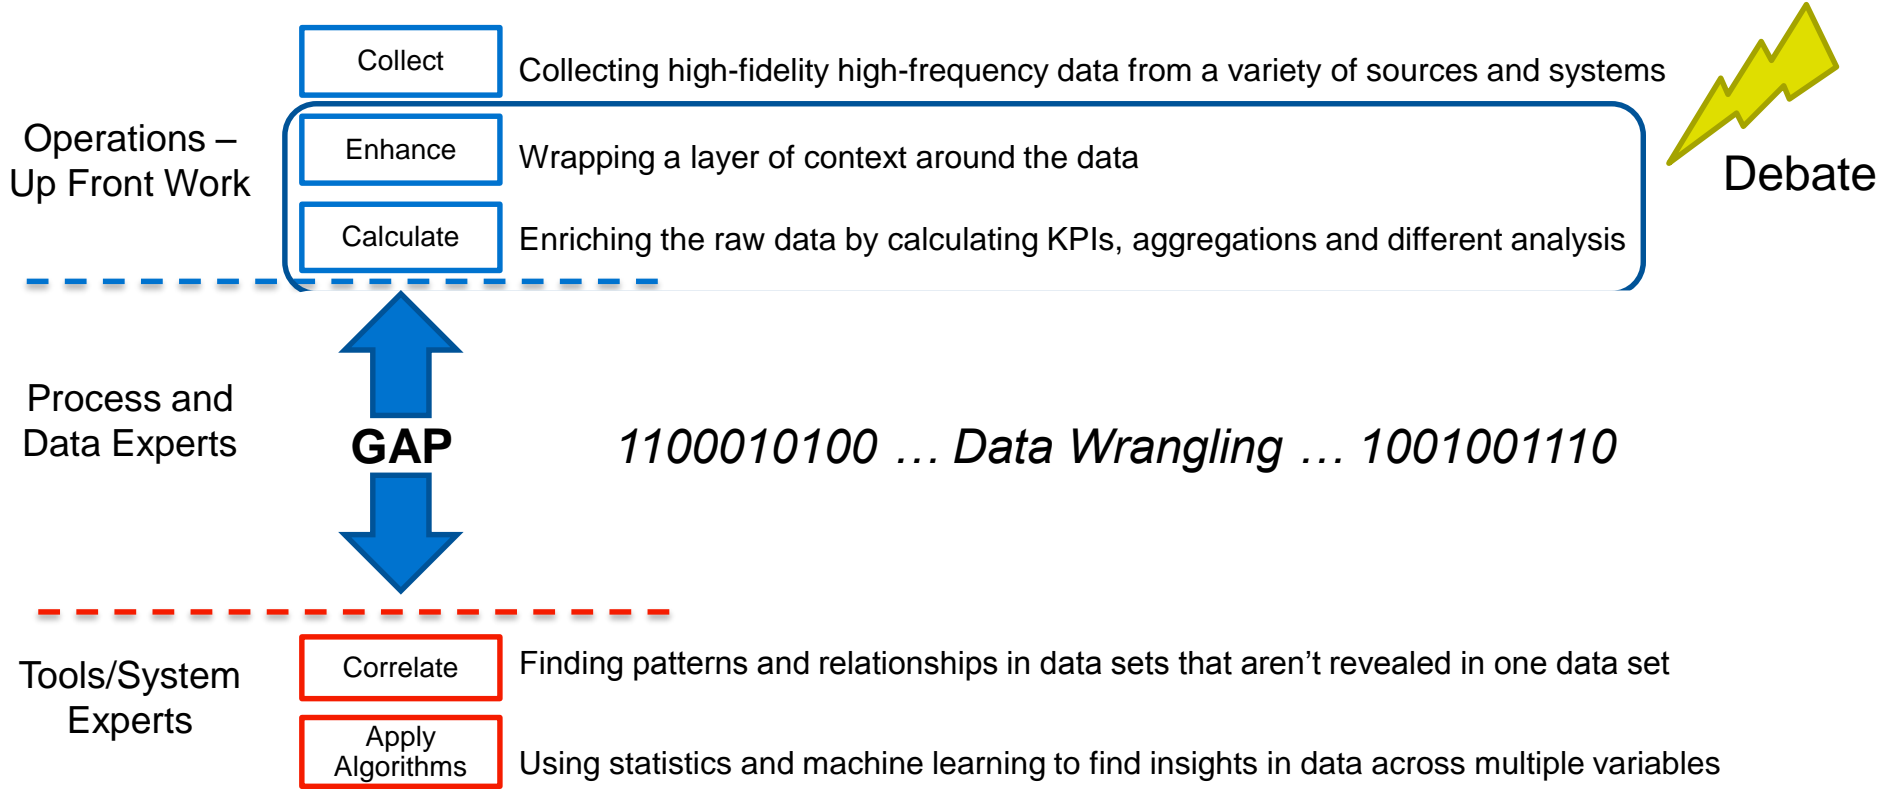 Collect
Collecting high-fidelity high-frequency data from a variety of sources and systems
Operations –
Up Front Work
Enhance
Wrapping a layer of context around the data
Debate
Calculate
Enriching the raw data by calculating KPIs, aggregations and different analysis
Process and
Data Experts
GAP
1100010100 … Data Wrangling … 1001001110
Tools/System
Experts
Correlate
Finding patterns and relationships in data sets that aren’t revealed in one data set
Apply
Algorithms
Using statistics and machine learning to find insights in data across multiple variables